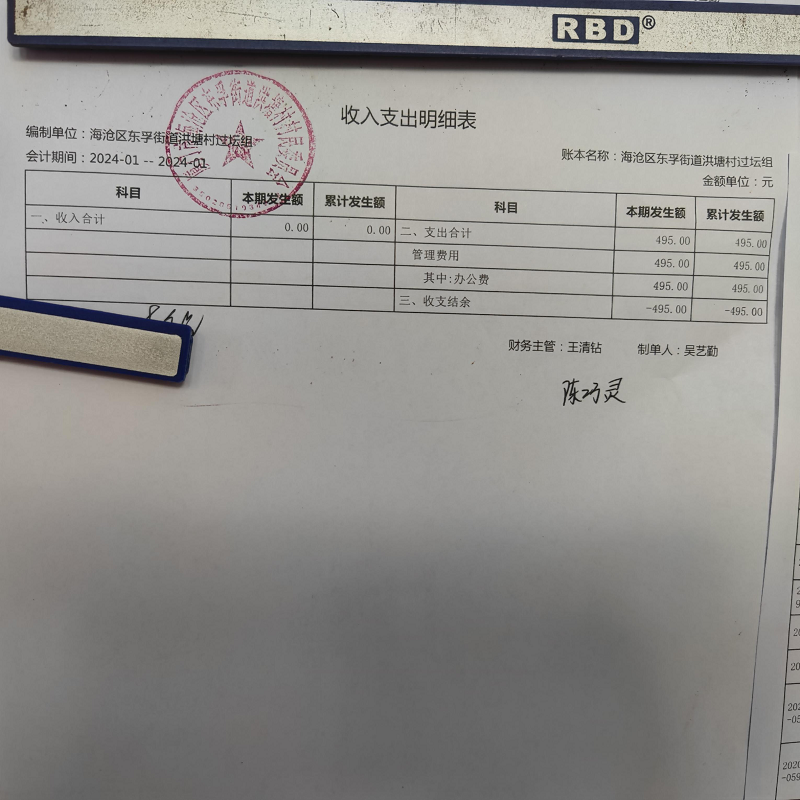 RBD®
收入支出明细表
编制单位：海沧区东孚街道洪塘村过坛组
账本名称：海沧区东孚街道洪塘村过坛组
会计期间：2024-01 -- 2024-01
金额单位：元
科目 本期发生额 累计发生额 科目 本期发生额 累计发生额
一、收入合计 0.00 0.00 二、支出合计 495.00 495.00
管理费用 495.00 495.00
其中:办公费 495.00 495.00
三、收支结余 -495.00 -495.00
财务主管：王清钻 制单人：吴艺勤
陈巧灵